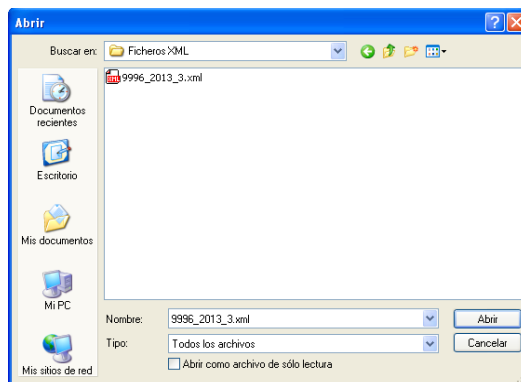 Abrir
Buscar en:
Ficheros XML
9996_2013_3.xml
Documentos
recientes
Escritorio
Mis documentos
Mi PC
Mis sitios de red
Nombre:
9996_2013_3.xml
Abrir
Tipo:
Todos los archivos
Cancelar
Abrir como archivo de sólo lectura